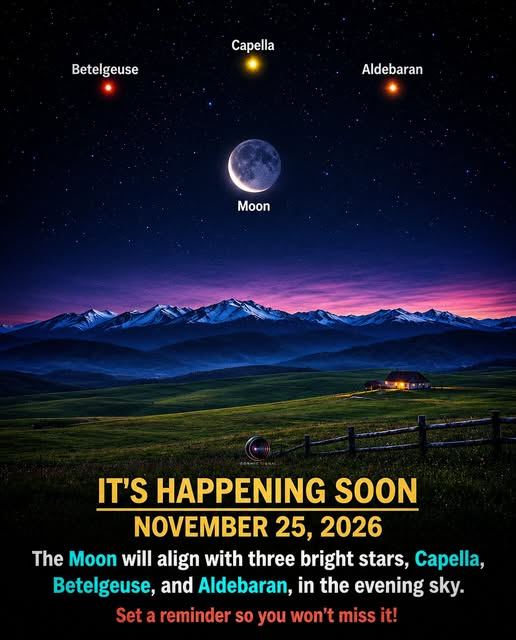 Capella
Betelgeuse
Aldebaran
Moon
IT'S HAPPENING SOON
NOVEMBER 25, 2026
The Moon will align with three bright stars, Capella,
Betelgeuse, and Aldebaran, in the evening sky.
Set a reminder so you won't miss it!